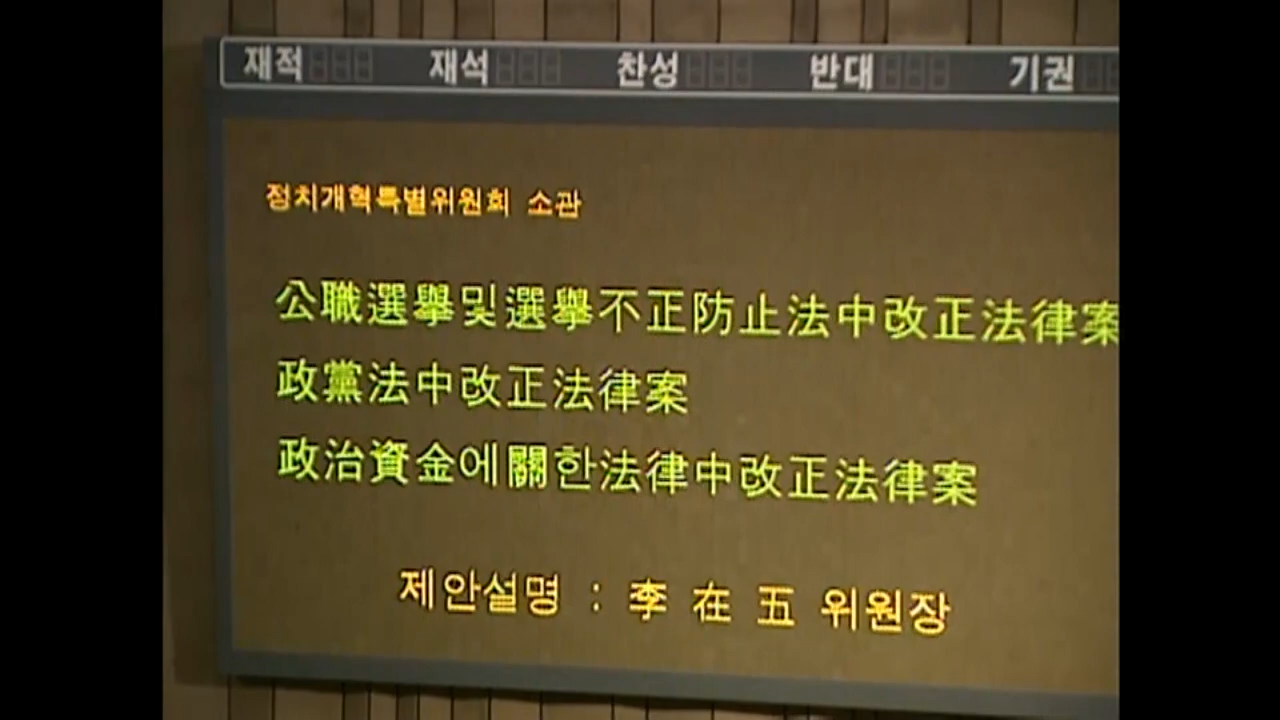 재적 재석 찬성 반대 기권
정치개혁특별위원회 소관
公職選擧및選擧不正防止法中改正法律案
政黨法中改正法律案
政治資金에關한法律中改正法律案
제안설명 : 李 在 五 위원장